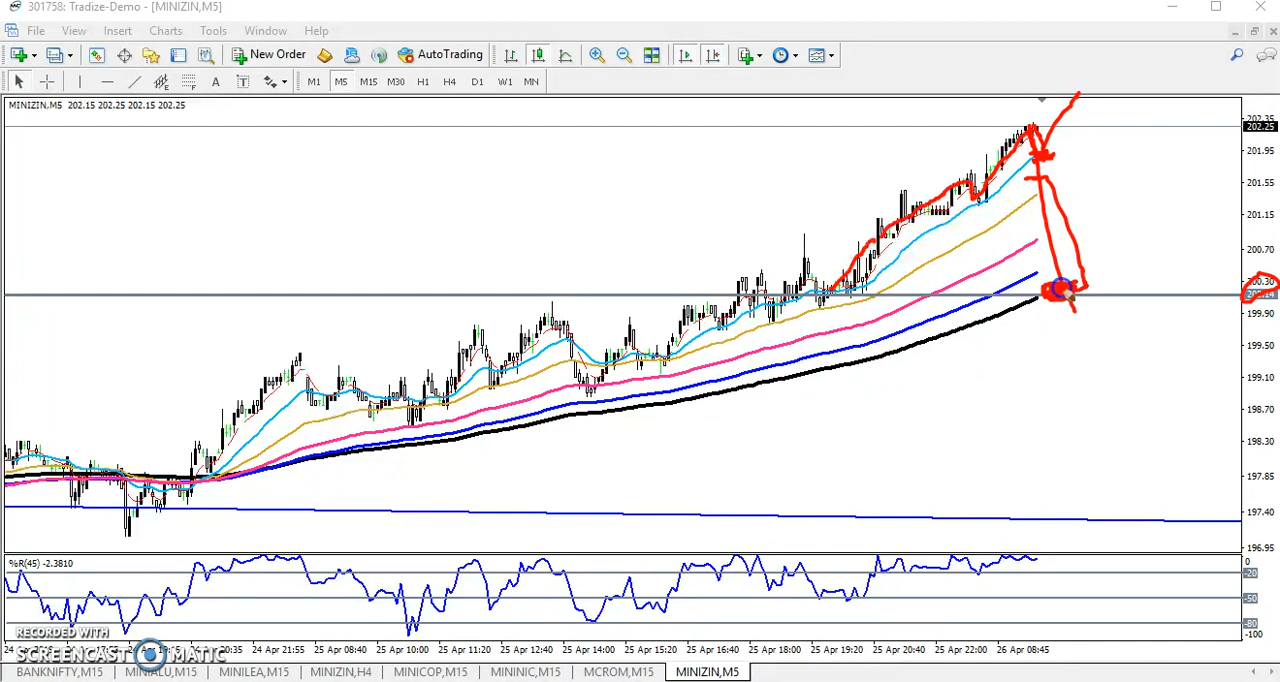 301758: Tradize-Demo - [MINIZIN,M5]
File View Insert Charts Tools Window Help
New Order AutoTrading
A T M1 M5 M15 M30 H1 H4 D1 W1 MN
MINIZIN,M5 202.15 202.25 202.15 202.25
202.35
202.25
201.95
201.55
201.15
200.70
200.30
199.90
199.50
199.10
198.70
198.30
197.85
197.40
196.95
%R(45) -2.3810
0
-20
-50
-80
-100
RECORDED WITH
SCREENCAST MATIC
20:35 24 Apr 21:55 25 Apr 08:40 25 Apr 10:00 25 Apr 11:20 25 Apr 12:40 25 Apr 14:00 25 Apr 15:20 25 Apr 16:40 25 Apr 18:00 25 Apr 19:20 25 Apr 20:40 25 Apr 22:00 26 Apr 08:45
BANKNIFTY,M15 MINIALU,M15 MINILEA,M15 MINIZIN,H4 MINICOP,M15 MININIC,M15 MCROM,M15 MINIZIN,M5